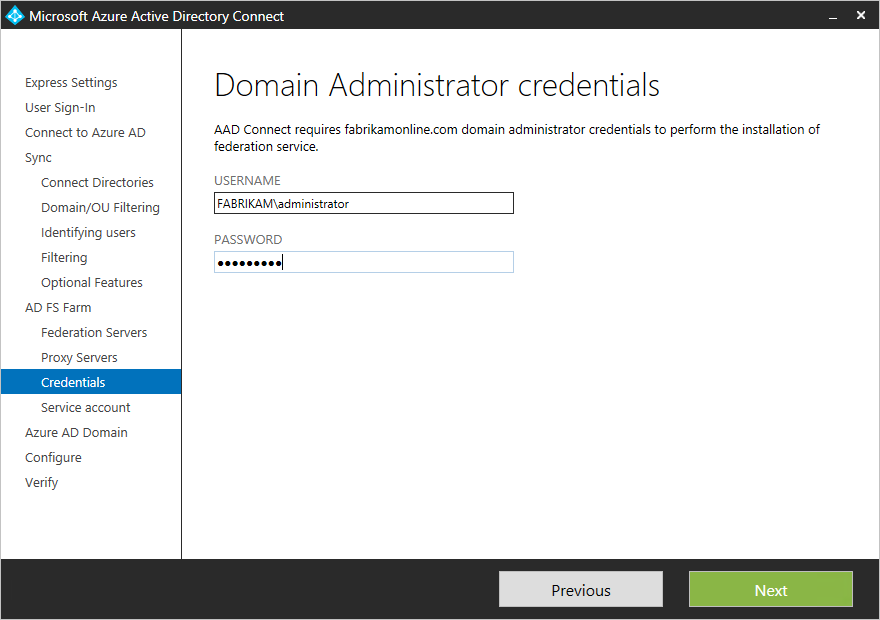 Microsoft Azure Active Directory Connect
Express Settings
User Sign-In
Connect to Azure AD
Sync
Connect Directories
Domain/OU Filtering
Identifying users
Filtering
Optional Features
AD FS Farm
Federation Servers
Proxy Servers
Credentials
Service account
Azure AD Domain
Configure
Verify
Domain Administrator credentials
AAD Connect requires fabrikamonline.com domain administrator credentials to perform the installation of
federation service.
USERNAME
FABRIKAM\administrator
PASSWORD
●●●●●●●●●
Previous
Next